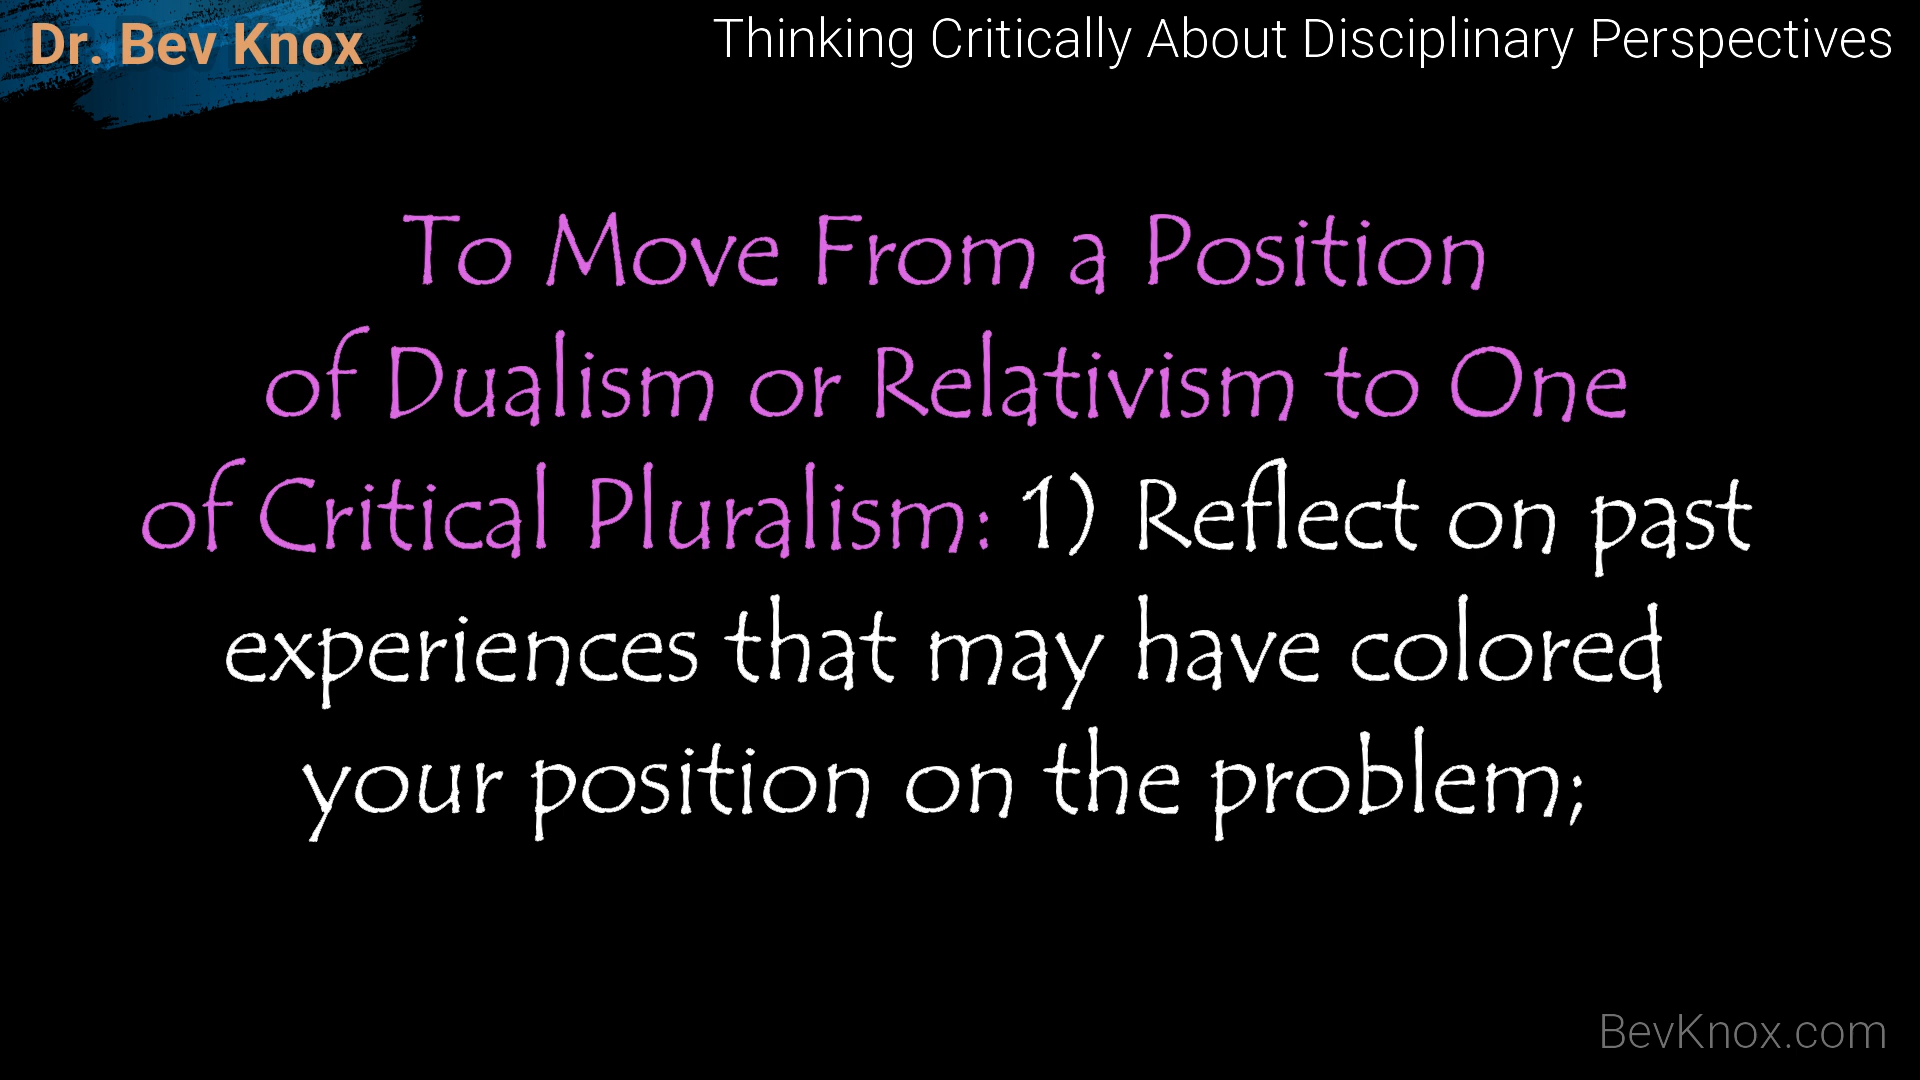 Dr. Bev Knox
Thinking Critically About Disciplinary Perspectives
To Move From a Position
of Dualism or Relativism to One
of Critical Pluralism: 1) Reflect on past
experiences that may have colored
your position on the problem;
BevKnox.com